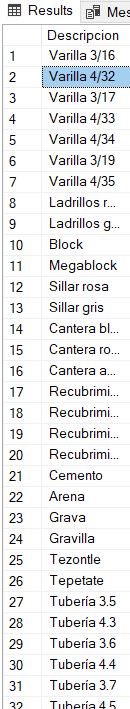 Results Mes
Descripcion
1 Varilla 3/16
2 Varilla 4/32
3 Varilla 3/17
4 Varilla 4/33
5 Varilla 4/34
6 Varilla 3/19
7 Varilla 4/35
8 Ladrillos r...
9 Ladrillos g...
10 Block
11 Megablock
12 Sillar rosa
13 Sillar gris
14 Cantera bl...
15 Cantera ro...
16 Cantera a...
17 Recubrimi...
18 Recubrimi...
19 Recubrimi...
20 Recubrimi...
21 Cemento
22 Arena
23 Grava
24 Gravilla
25 Tezontle
26 Tepetate
27 Tubería 3.5
28 Tubería 4.3
29 Tubería 3.6
30 Tubería 4.4
31 Tubería 3.7
32 Tubería 4.5